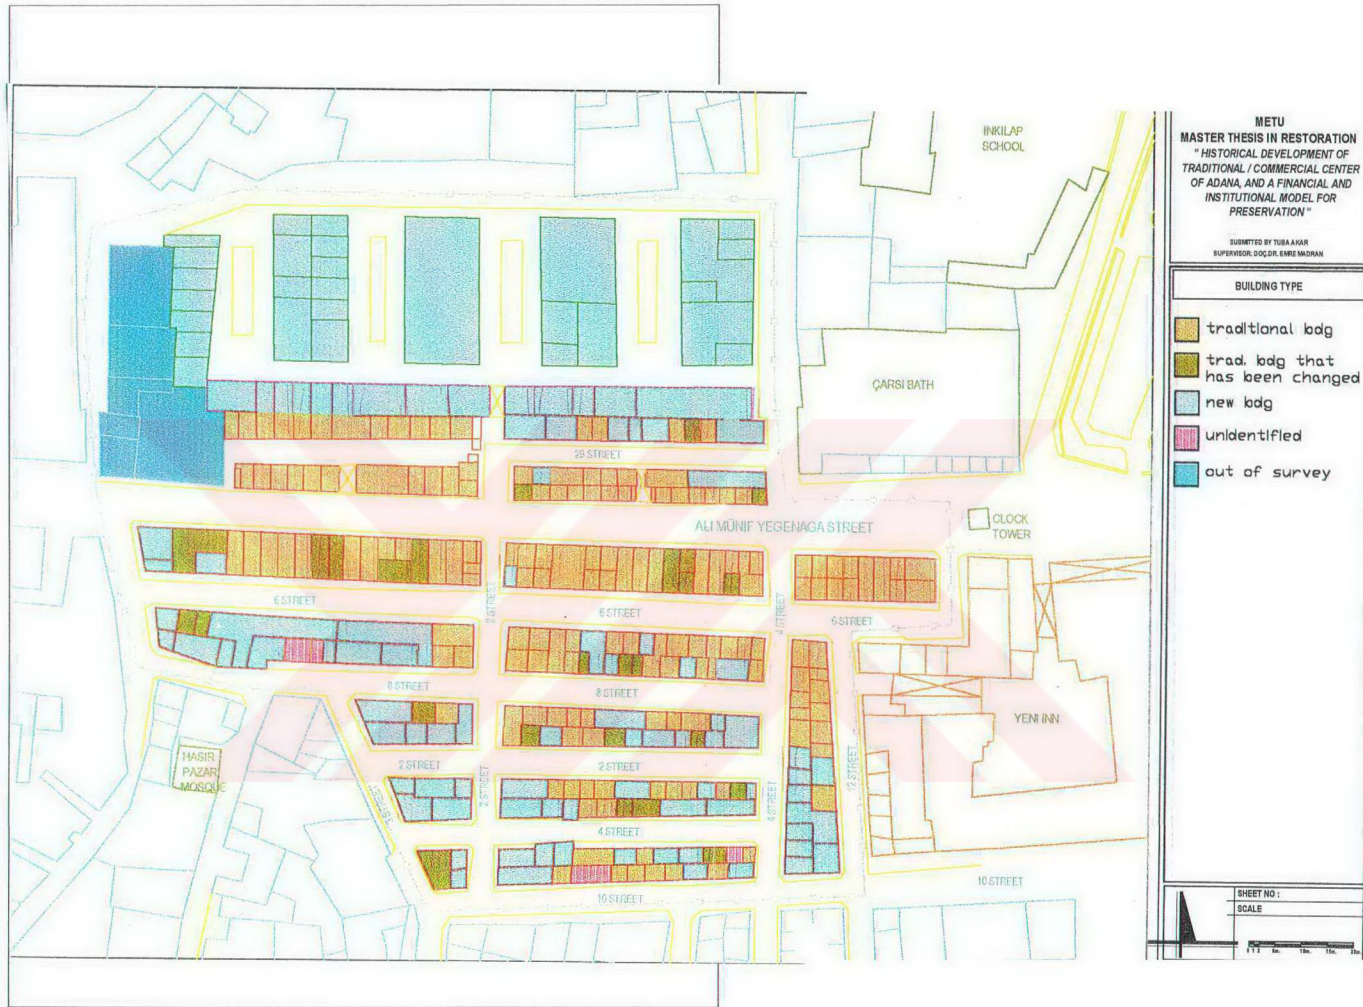 METU
MASTER THESIS IN RESTORATION
" HISTORICAL DEVELOPMENT OF
TRADITIONAL / COMMERCIAL CENTER
OF ADANA, AND A FINANCIAL AND
INSTITUTIONAL MODEL FOR
PRESERVATION "
SUBMITTED BY TUBA AKAR
SUPERVISOR: DOÇ.DR. EMRE MADRAN
BUILDING TYPE
traditional bdg
trad. bdg that
has been changed
new bdg
unidentified
out of survey
SHEET NO :
SCALE
INKILAP
SCHOOL
ÇARSI BATH
29 STREET
ALI MÜNIF YEGENAGA STREET
CLOCK
TOWER
6 STREET
2 STREET
6 STREET
4 STREET
6 STREET
8 STREET
8 STREET
YENI INN
HASIR
PAZAR
MOSQUE
2 STREET
2 STREET
2 STREET
4 STREET
12 STREET
4 STREET
10 STREET
10 STREET